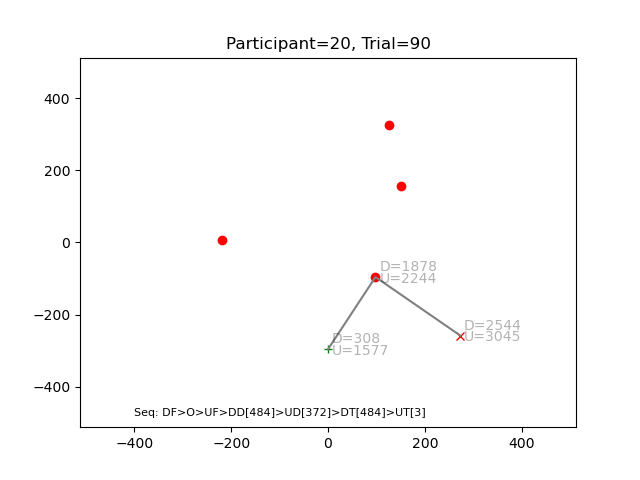 Participant=20, Trial=90
400
200
0
−200
−400
D=1878
U=2244
D=2544
U=3045
D=308
U=1577
Seq: DF>O>UF>DD[484]>UD[372]>DT[484]>UT[3]
−400
−200
0
200
400